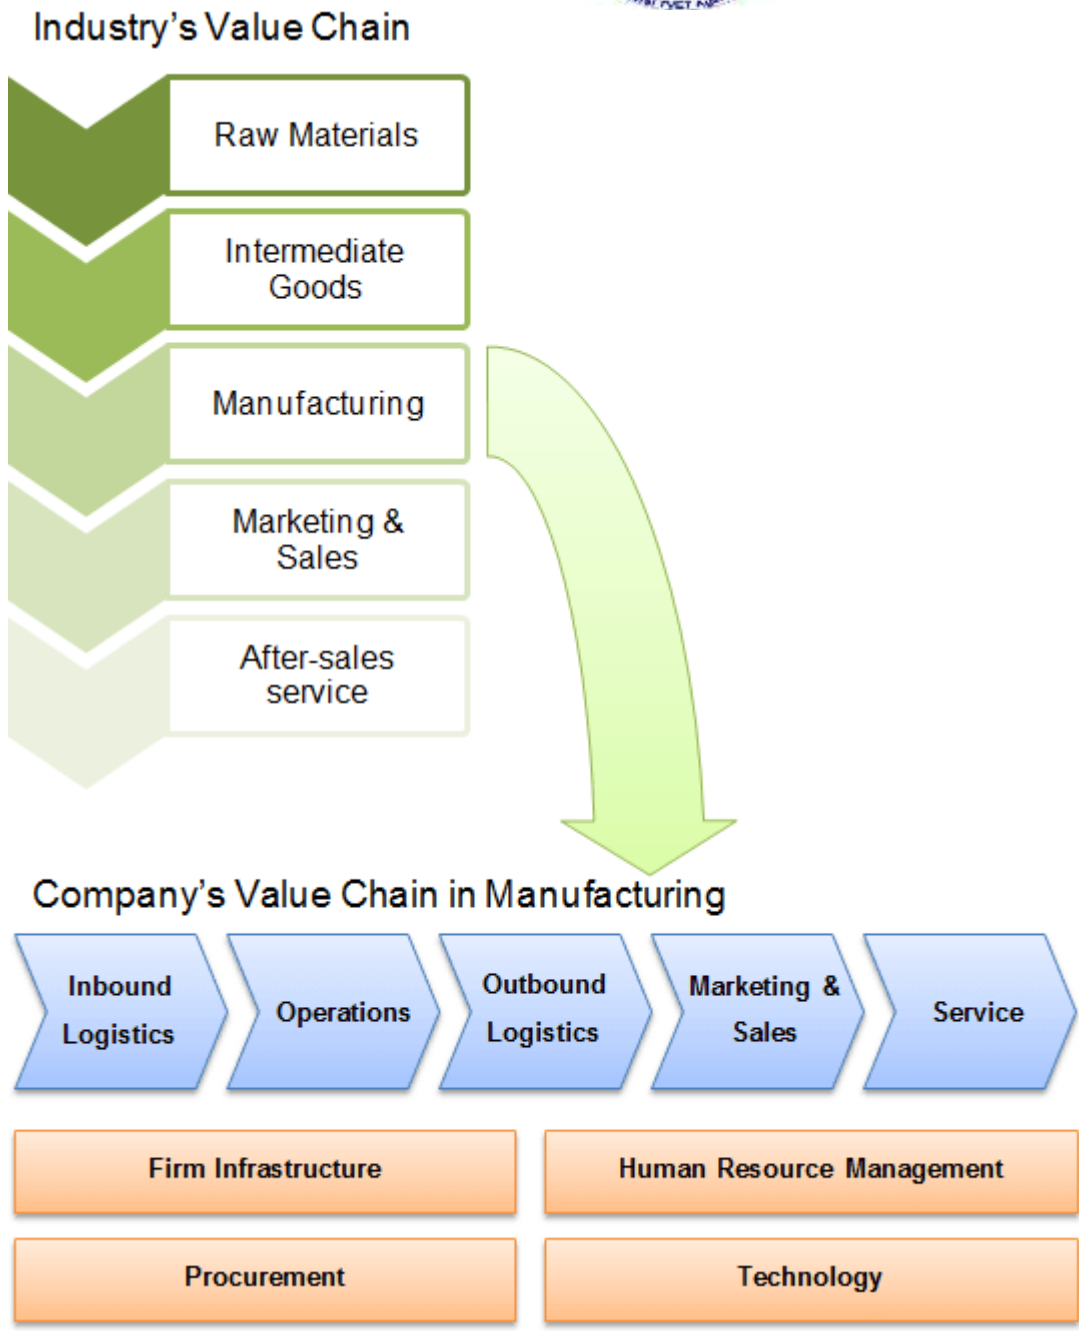 Industry's Value Chain
Raw Materials
Intermediate
Goods
Manufacturing
Marketing &
Sales
After-sales
service
Company's Value Chain in Manufacturing
Inbound
Logistics
Operations
Outbound
Logistics
Marketing &
Sales
Service
Firm Infrastructure
Human Resource Management
Procurement
Technology